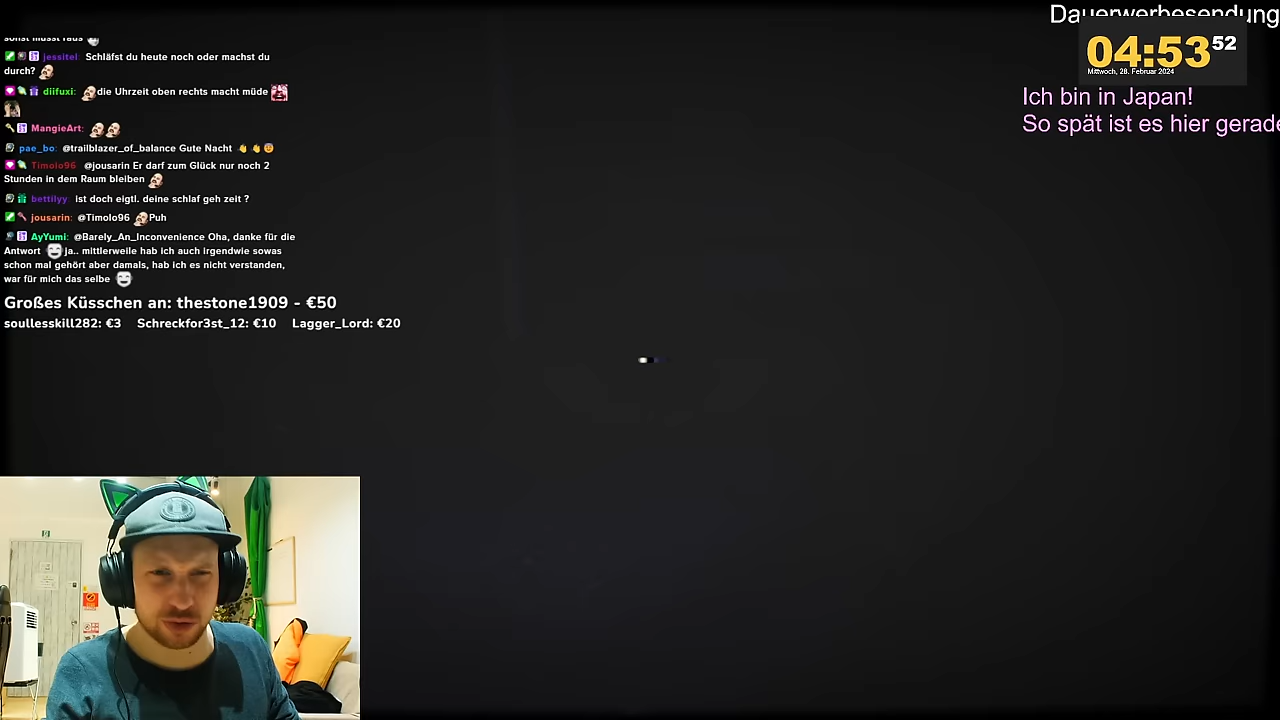 Dauerwerbesendung
04:53 52
Mittwoch, 28. Februar 2024
Ich bin in Japan!
So spät ist es hier gerade
sonst musst raus
jessitel: Schläfst du heute noch oder machst du
durch?
diifuxi: die Uhrzeit oben rechts macht müde
MangieArt:
pae_bo: @trailblazer_of_balance Gute Nacht
Timolo96 @jousarin Er darf zum Glück nur noch 2
Stunden in dem Raum bleiben
bettilyy: Ist doch eigtl. deine schlaf geh zeit ?
jousarin: @Timolo96 Puh
AyYumi: @Barely_An_Inconvenience Oha, danke für die
Antwort ja.. mittlerweile hab ich auch irgendwie sowas
schon mal gehört aber damals, hab ich es nicht verstanden,
war für mich das selbe
Großes Küsschen an: thestone1909 - €50
soullesskill282: €3 Schreckfor3st_12: €10 Lagger_Lord: €20